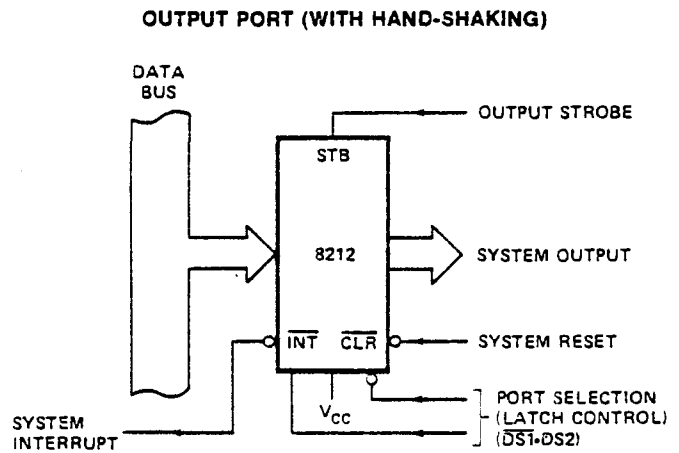 OUTPUT PORT (WITH HAND-SHAKING)
DATA
BUS
OUTPUT STROBE
STB
8212
SYSTEM OUTPUT
INT
CLR
SYSTEM RESET
VCC
PORT SELECTION
(LATCH CONTROL)
(DS1•DS2)
SYSTEM
INTERRUPT